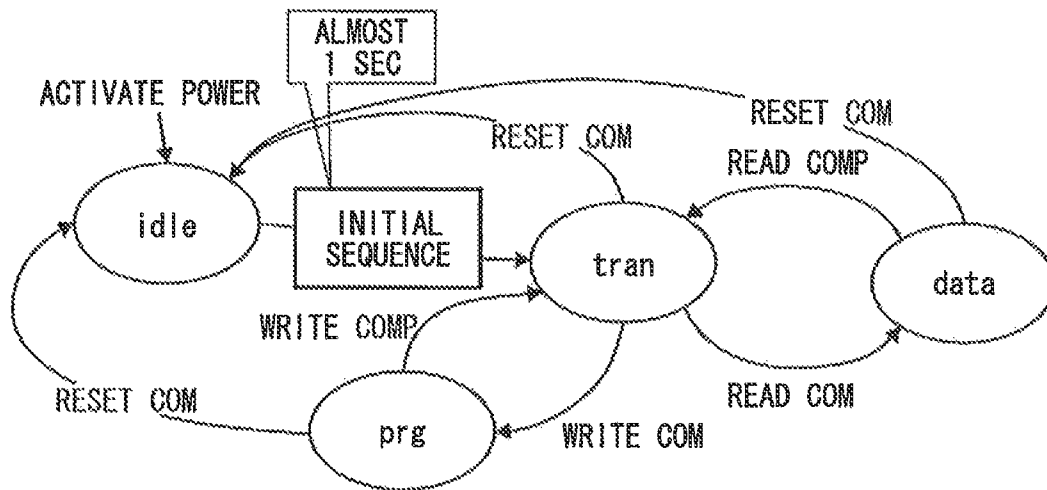 ALMOST
1 SEC
ACTIVATE POWER
RESET COM
RESET COM
READ COMP
idle
INITIAL
SEQUENCE
tran
data
WRITE COMP
RESET COM
READ COM
prg
WRITE COM